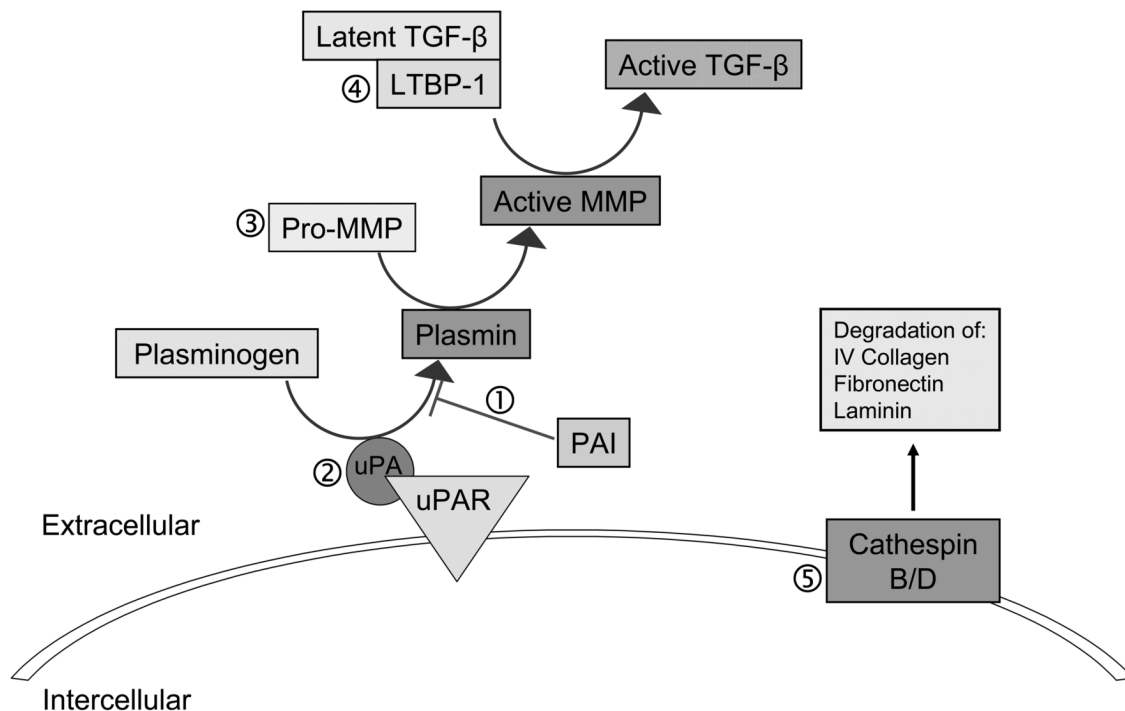 Latent TGF-β
④
LTBP-1
Active TGF-β
③
Pro-MMP
Active MMP
Plasminogen
Plasmin
①
PAI
②
uPA
uPAR
Degradation of:
IV Collagen
Fibronectin
Laminin
Extracellular
⑤
Cathespin
B/D
Intercellular